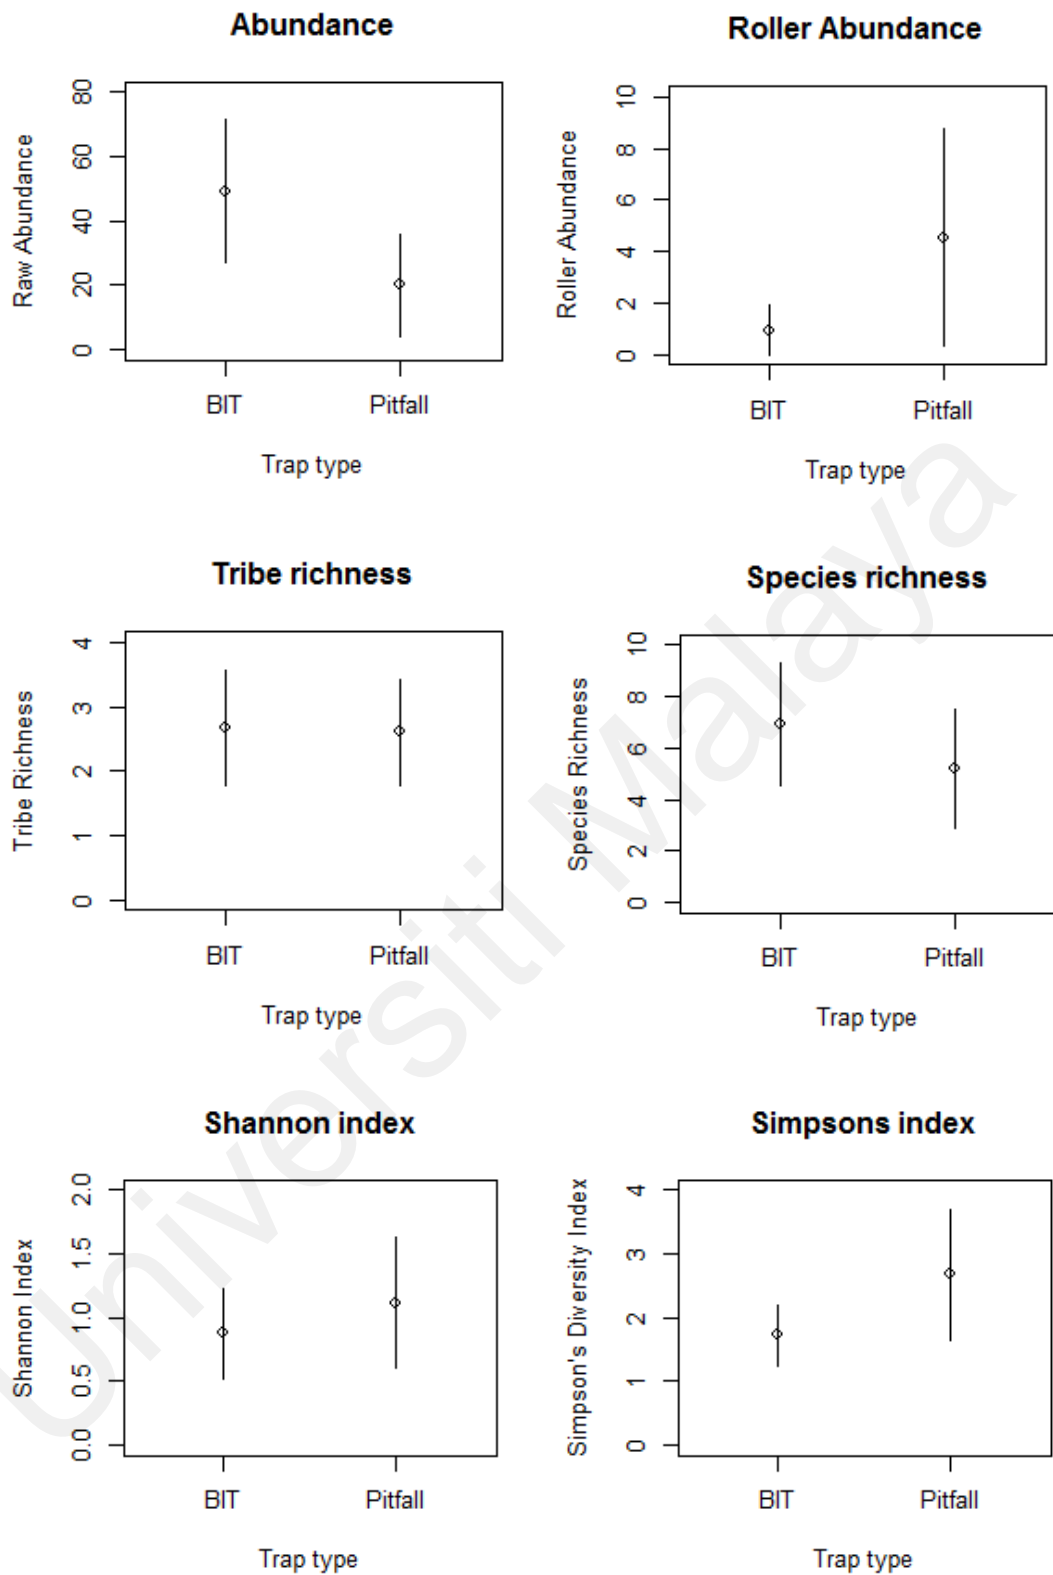 Abundance
Raw Abundance
0 20 40 60 80
BIT Pitfall
Trap type
Roller Abundance
Roller Abundance
0 2 4 6 8 10
BIT Pitfall
Trap type
Tribe richness
Tribe Richness
0 1 2 3 4
BIT Pitfall
Trap type
Species richness
Species Richness
0 2 4 6 8 10
BIT Pitfall
Trap type
Shannon index
Shannon Index
0.0 0.5 1.0 1.5 2.0
BIT Pitfall
Trap type
Simpsons index
Simpson's Diversity Index
0 1 2 3 4
BIT Pitfall
Trap type
Universiti Malaya